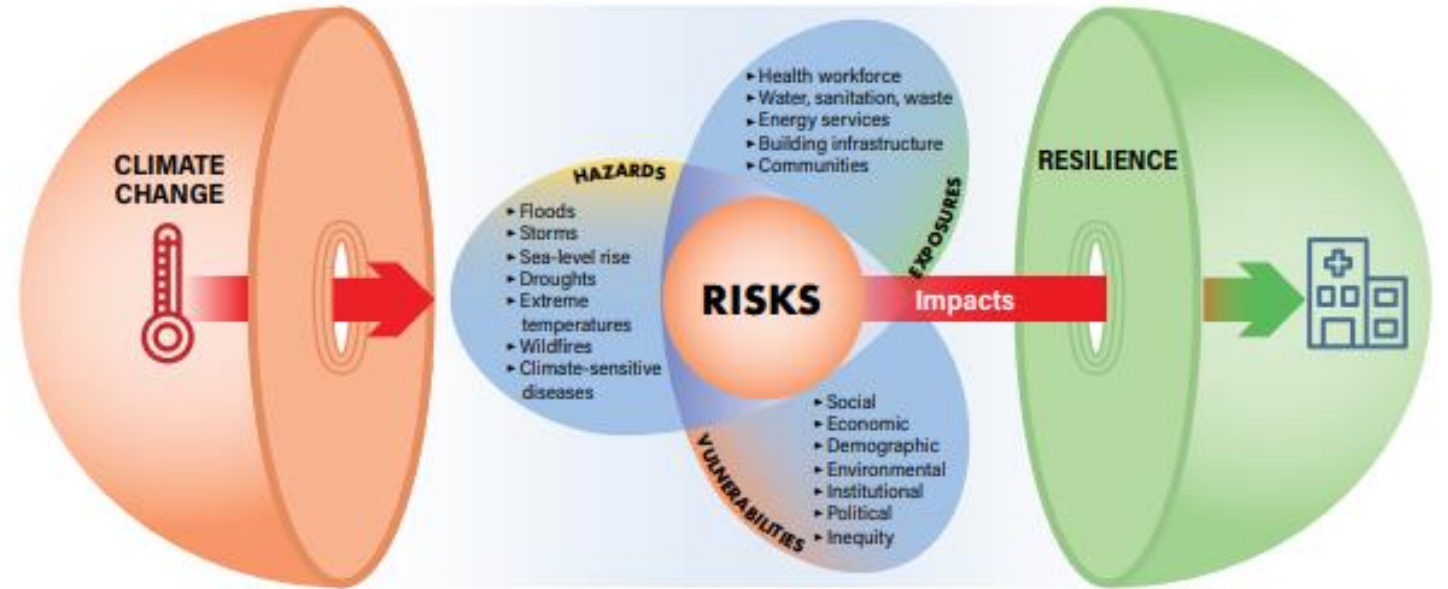 CLIMATE
CHANGE
HAZARDS
► Floods
► Storms
► Sea-level rise
► Droughts
► Extreme
temperatures
► Wildfires
► Climate-sensitive
diseases
► Health workforce
► Water, sanitation, waste
► Energy services
► Building infrastructure
► Communities
EXPOSURES
RISKS
Impacts
VULNERABILITIES
► Social
► Economic
► Demographic
► Environmental
► Institutional
► Political
► Inequity
RESILIENCE